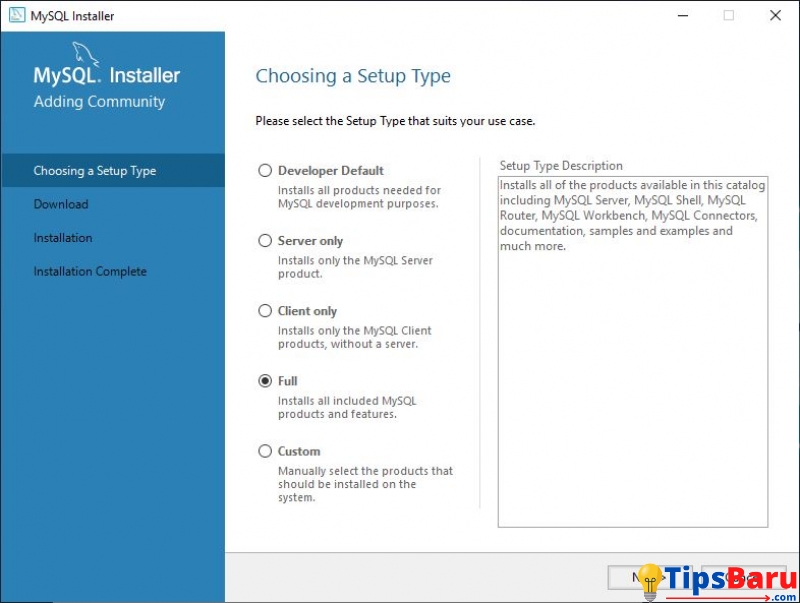 MySQL Installer
MySQL. Installer
Adding Community
Choosing a Setup Type
Download
Installation
Installation Complete
Choosing a Setup Type
Please select the Setup Type that suits your use case.
Developer Default
Installs all products needed for
MySQL development purposes.
Server only
Installs only the MySQL Server
product.
Client only
Installs only the MySQL Client
products, without a server.
Full
Installs all included MySQL
products and features.
Custom
Manually select the products that
should be installed on the
system.
Setup Type Description
Installs all of the products available in this catalog
including MySQL Server, MySQL Shell, MySQL
Router, MySQL Workbench, MySQL Connectors,
documentation, samples and examples and
much more.
TipsBaru
.com